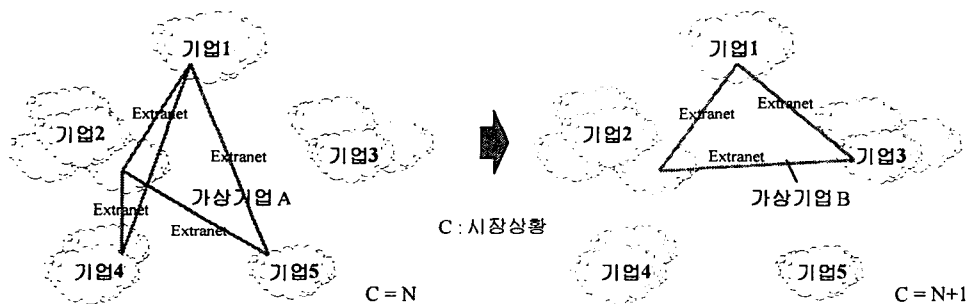 기업1
Extranet
기업2
기업3
Extranet
가상기업 A
Extranet
Extranet
기업4
기업5
C = N
C : 시장상황
기업1
Extranet
Extranet
기업2
Extranet
기업3
가상기업 B
기업4
기업5
C = N+1